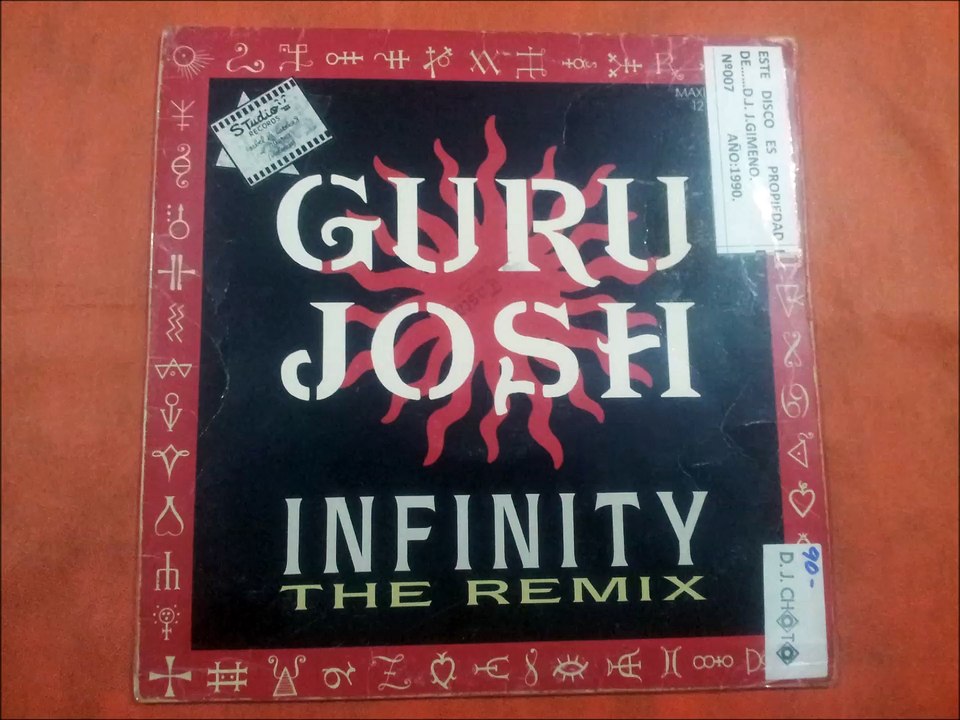 STUDIO 33
RECORDS
GURU
JOSH
INFINITY
THE REMIX
MAXI
12
ESTE DISCO ES PROPIEDAD
DE......D.J. J.GIMENO.
Nº007 AÑO:1990.
90-
D. J. CHOTO